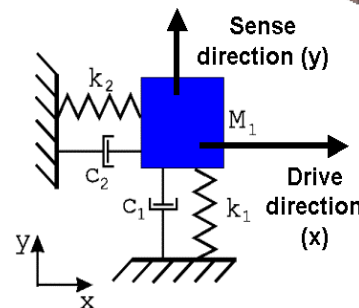 Sense
direction (y)
k2
M1
C2
Drive
direction
(x)
C1
k1
y
x